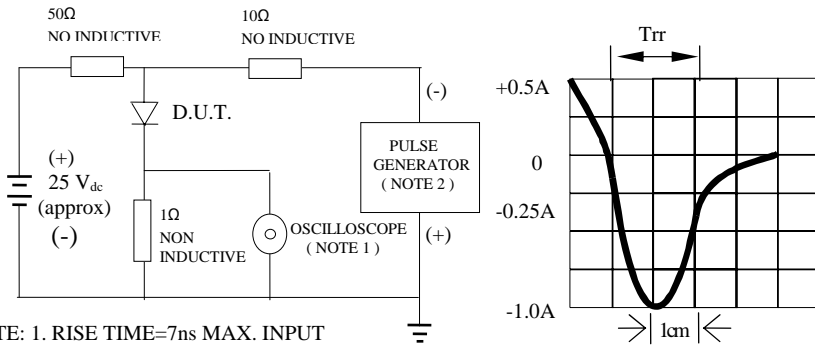 50Ω
NO INDUCTIVE
10Ω
NO INDUCTIVE
D.U.T.
(+)
25 Vdc
(approx)
(-)
1Ω
NON
INDUCTIVE
OSCILLOSCOPE
( NOTE 1 )
(-)
PULSE
GENERATOR
( NOTE 2 )
(+)
TE: 1. RISE TIME=7ns MAX. INPUT
Trr
+0.5A
0
-0.25A
-1.0A
1cm